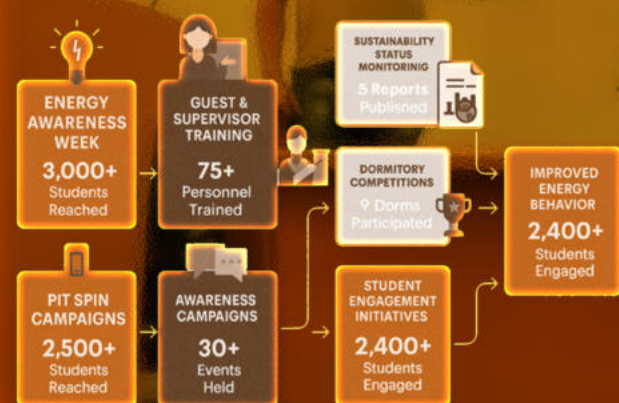 ENERGY
AWARENESS
WEEK
3,000+
Students
Reached
GUEST &
SUPERVISOR
TRAINING
75+
Personnel
Trained
SUSTAINABILITY
STATUS
MONITORINIG
5 Reports
Publisned
DORMITORY
COMPETITIONS
9 Dorms
Participated
IMPROVED
ENERGY
BEHAVIOR
2,400+
Students
Engaged
PIT SPIN
CAMPAIGNS
2,500+
Students
Reached
AWARENESS
CAMPAIGNS
30+
Events
Held
STUDENT
ENGAGEMENT
INITIATIVES
2,400+
Students
Engaged